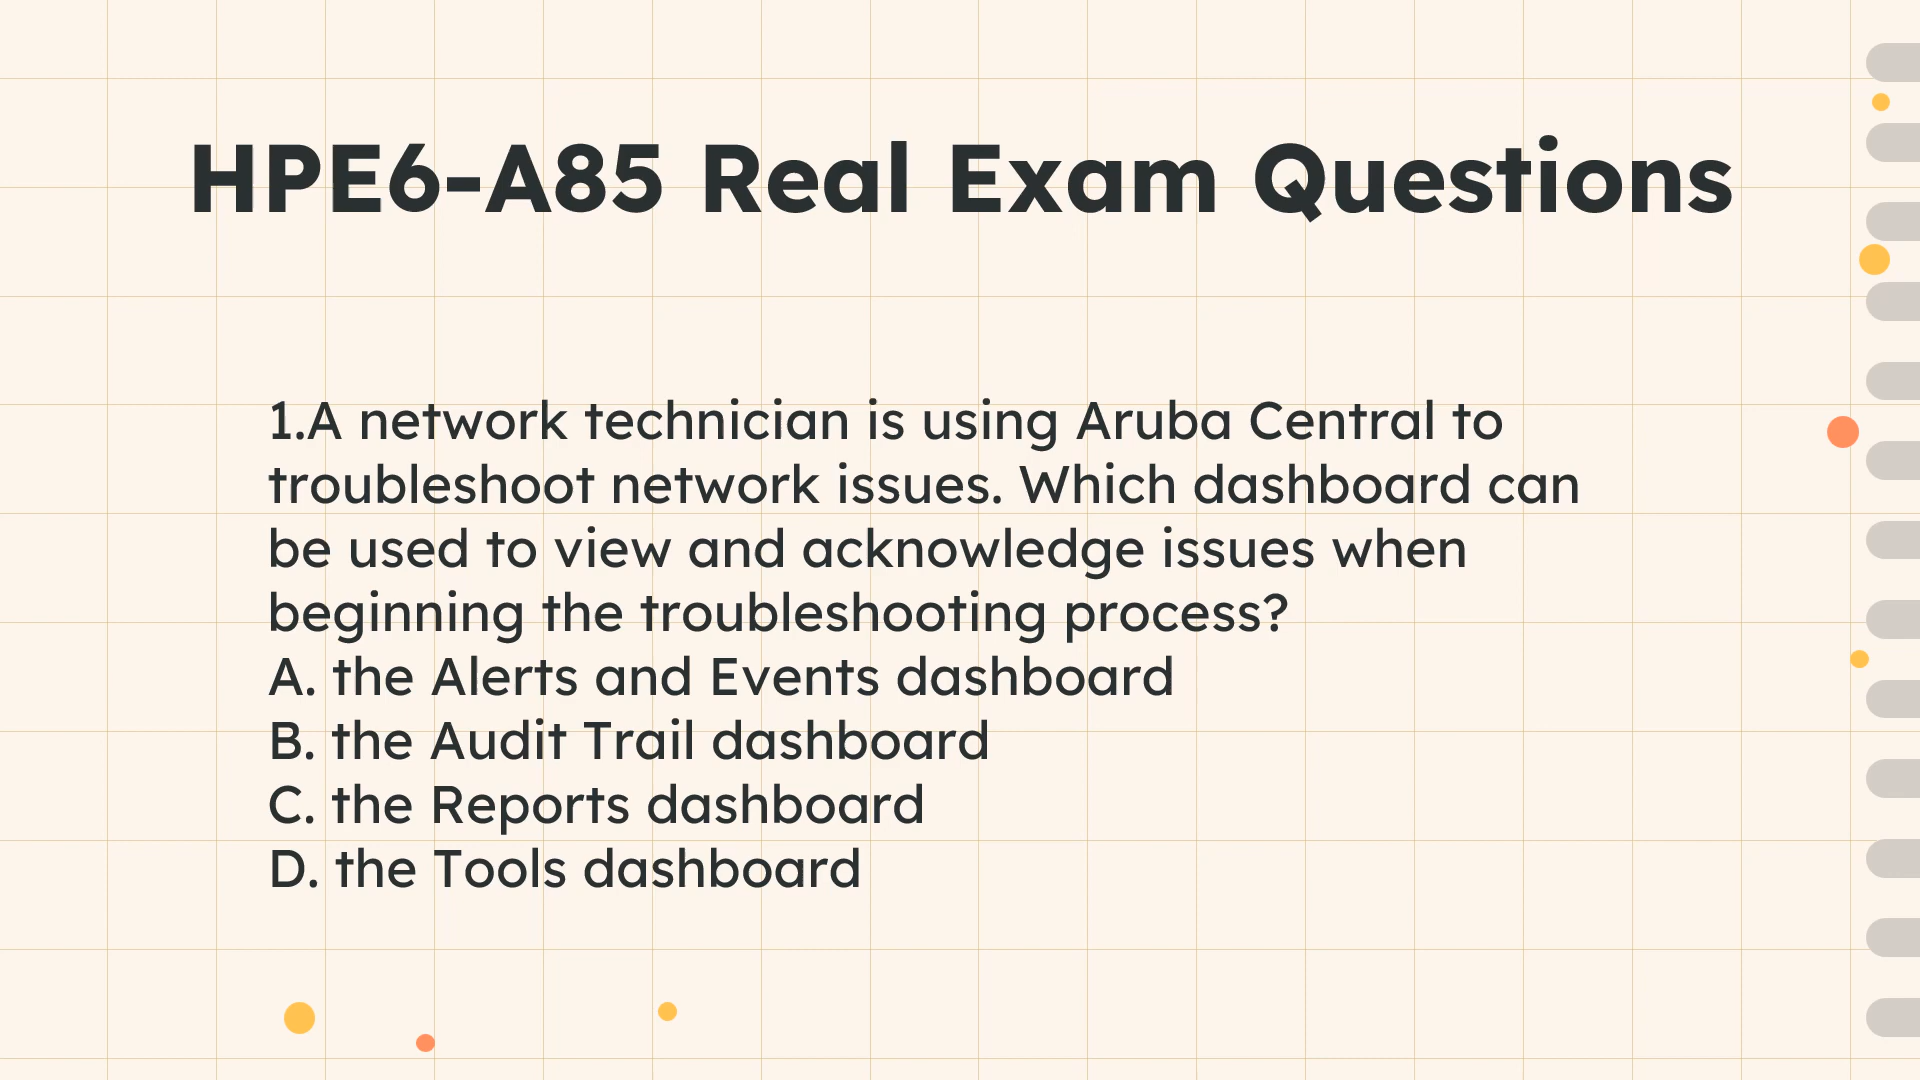 HPE6-A85 Real Exam Questions
1.A network technician is using Aruba Central to
troubleshoot network issues. Which dashboard can
be used to view and acknowledge issues when
beginning the troubleshooting process?
A. the Alerts and Events dashboard
B. the Audit Trail dashboard
C. the Reports dashboard
D. the Tools dashboard